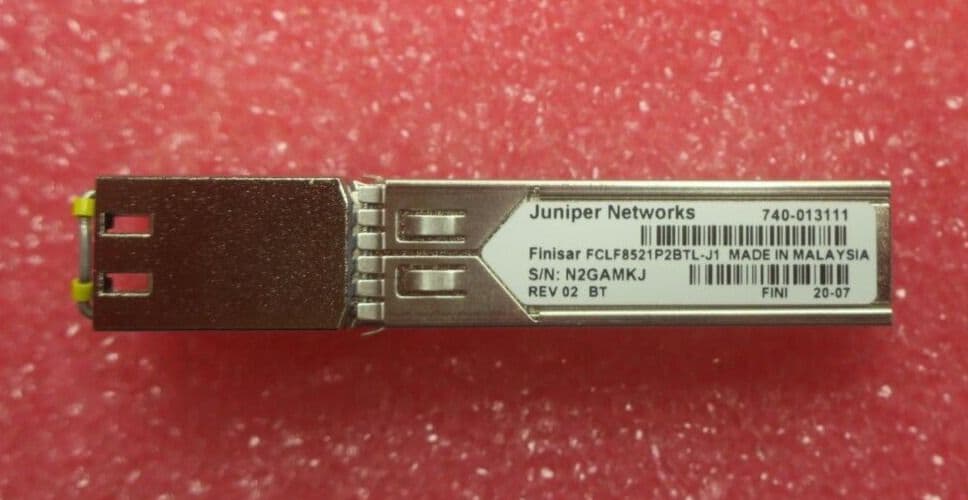 Juniper Networks 740-013111
Finisar FCLF8521P2BTL-J1 MADE IN MALAYSIA
S/N: N2GAMKJ
REV 02 BT FINI 20-07